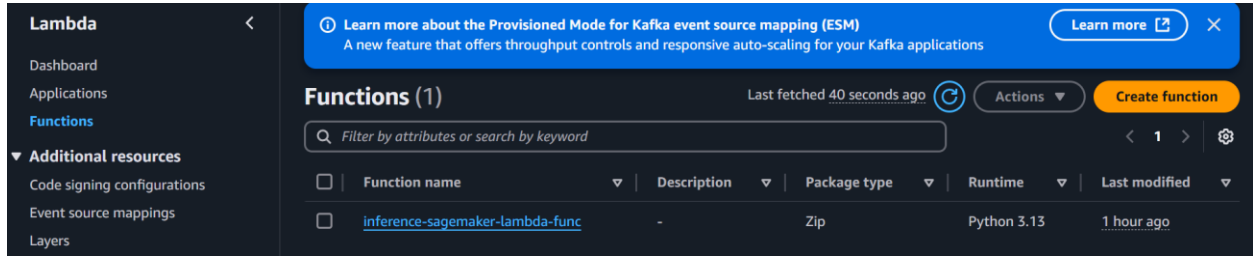 Lambda
Dashboard
Applications
Functions
Additional resources
Code signing configurations
Event source mappings
Layers
Learn more about the Provisioned Mode for Kafka event source mapping (ESM)
A new feature that offers throughput controls and responsive auto-scaling for your Kafka applications
Learn more
Functions (1)
Last fetched 40 seconds ago
Actions
Create function
Filter by attributes or search by keyword
1
Function name Description Package type Runtime Last modified
inference-sagemaker-lambda-func - Zip Python 3.13 1 hour ago